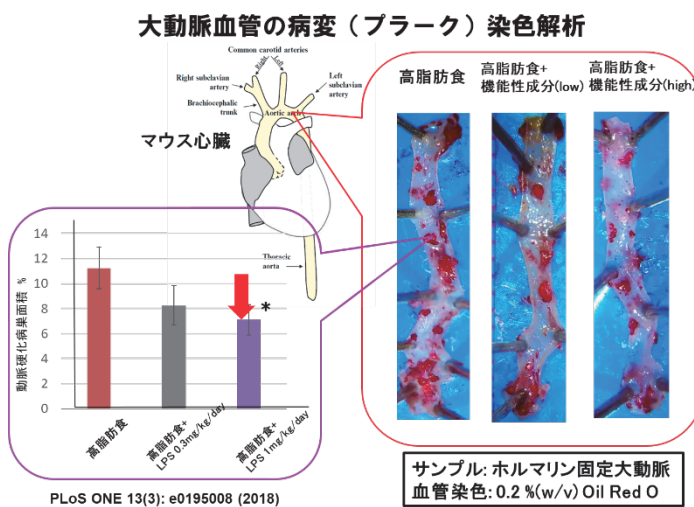 大動脈血管の病変（プラーク）染色解析
Common carotid arteries
Right
Left
Right subclavian
artery
Left
subclavian
artery
Brachiocephalic
trunk
Aortic arch
マウス心臓
Thoracic
aorta
高脂肪食
高脂肪食+
機能性成分(low)
高脂肪食+
機能性成分(high)
動脈硬化病巣面積 %
14
12
10
8
6
4
2
0
*
高脂肪食
高脂肪食+
LPS 0.3mg/kg/day
高脂肪食+
LPS 1mg/kg/day
サンプル: ホルマリン固定大動脈
血管染色: 0.2 %(w/v) Oil Red O
PLoS ONE 13(3): e0195008 (2018)